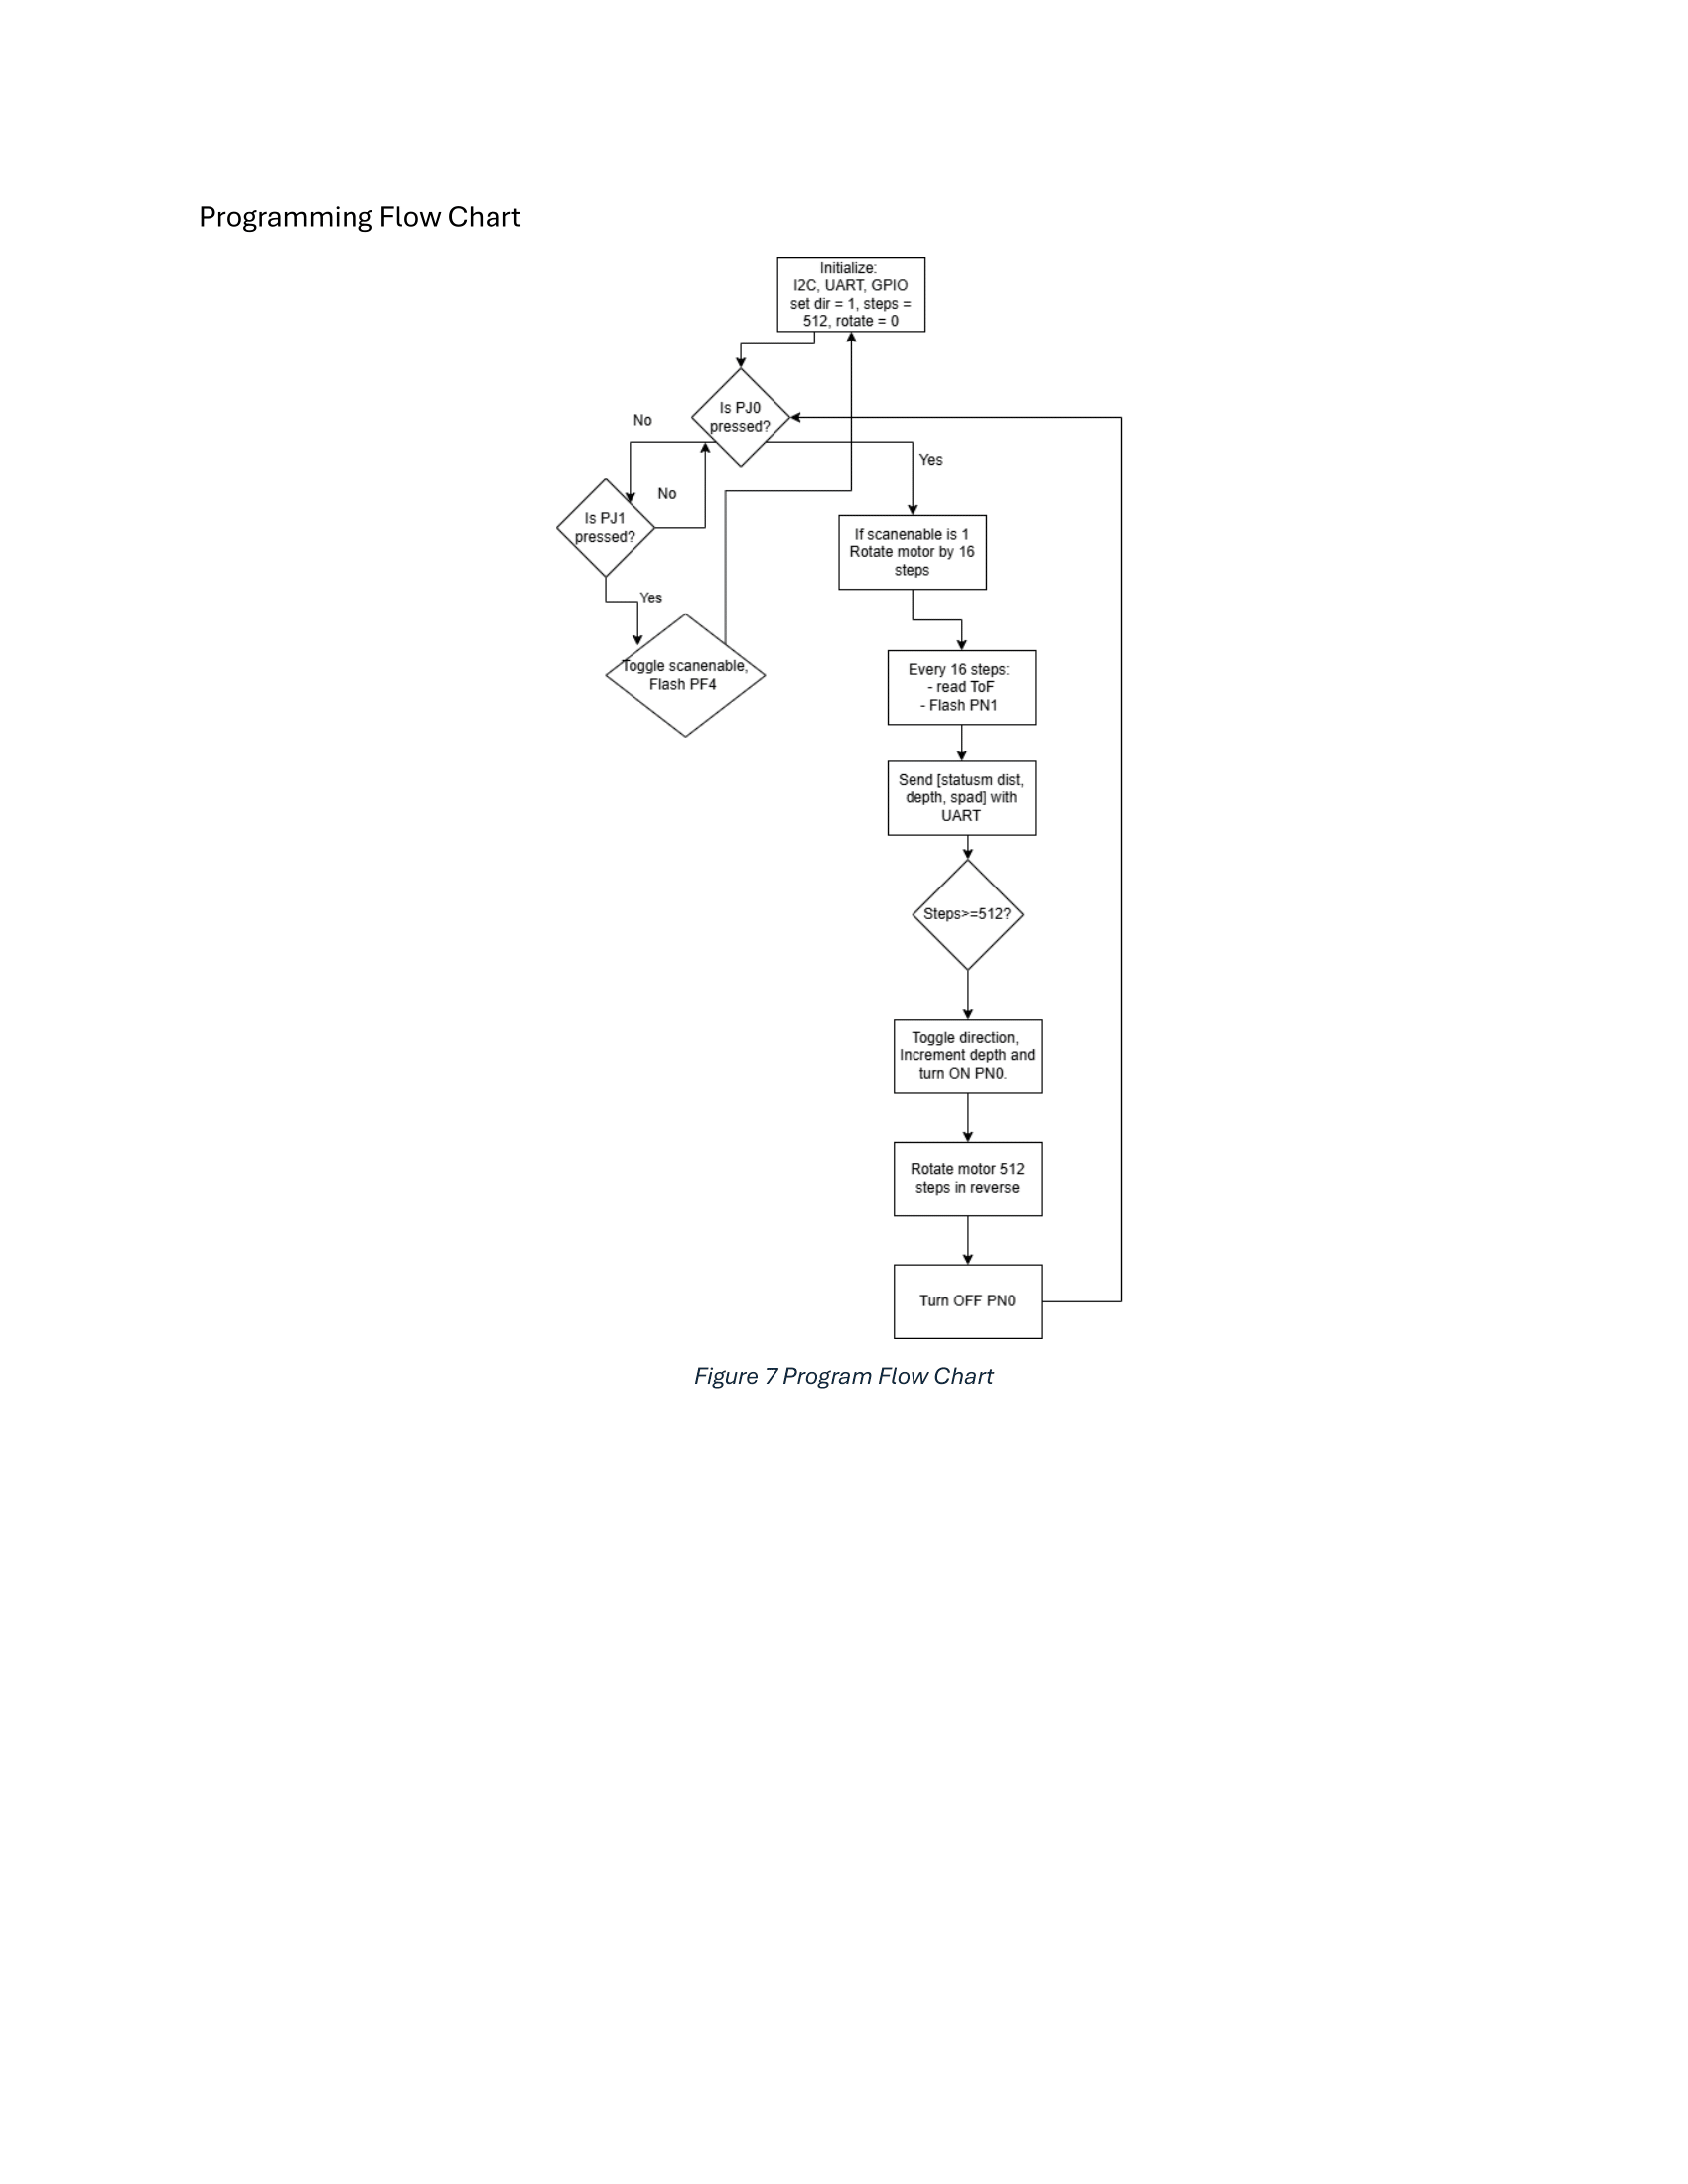 Programming Flow Chart
Initialize:
I2C, UART, GPIO
set dir = 1, steps =
512, rotate = 0
Is PJ0
pressed?
No
Yes
No
Is PJ1
pressed?
If scanenable is 1
Rotate motor by 16
steps
Yes
Toggle scanenable,
Flash PF4
Every 16 steps:
- read ToF
- Flash PN1
Send [statusm dist,
depth, spad] with
UART
Steps>=512?
Toggle direction,
Increment depth and
turn ON PN0.
Rotate motor 512
steps in reverse
Turn OFF PN0
Figure 7 Program Flow Chart